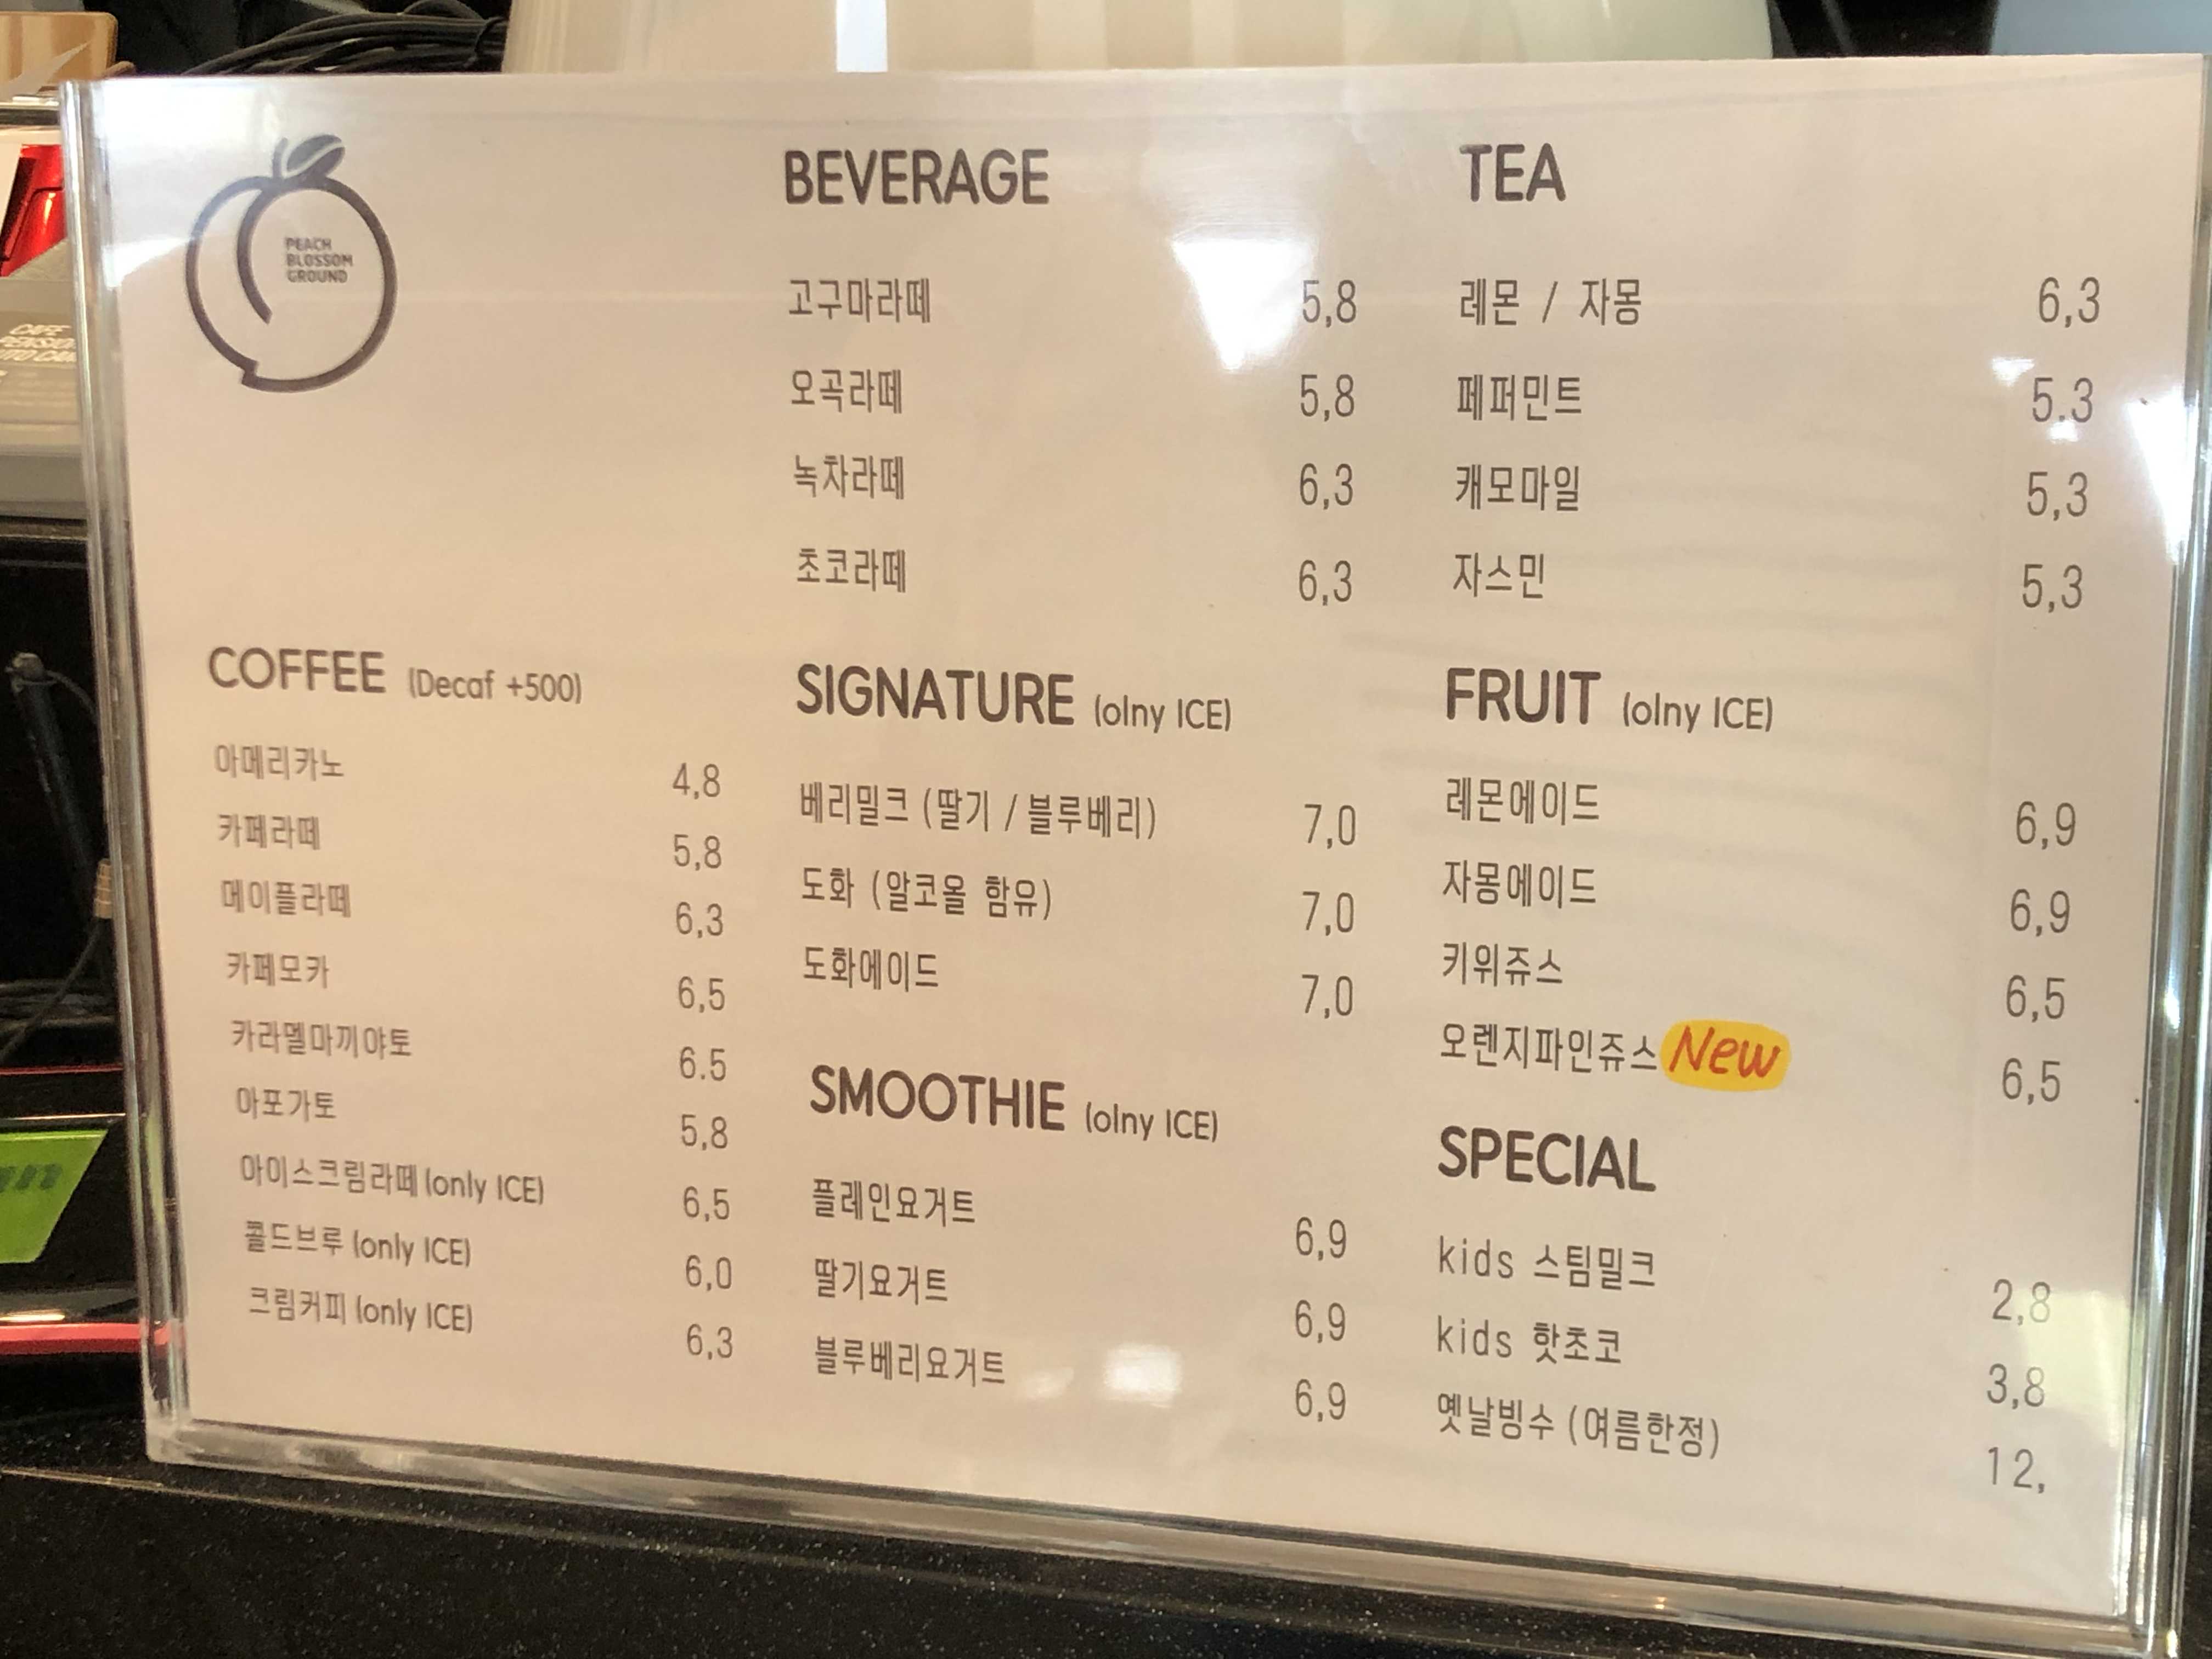 PEACH
BLOSSOM
GROUND
BEVERAGE
고구마라떼 5,8
오곡라떼 5,8
녹차라떼 6,3
초코라떼 6,3
TEA
레몬 / 자몽 6,3
페퍼민트 5.3
캐모마일 5,3
자스민 5,3
COFFEE (Decaf +500)
아메리카노 4,8
카페라떼 5,8
메이플라떼 6,3
카페모카 6,5
카라멜마끼야토 6.5
아포가토 5,8
아이스크림라떼 (only ICE) 6,5
콜드브루 (only ICE) 6,0
크림커피 (only ICE) 6,3
SIGNATURE (olny ICE)
베리밀크 (딸기 / 블루베리) 7,0
도화 (알코올 함유) 7,0
도화에이드 7,0
SMOOTHIE (olny ICE)
플레인요거트 6,9
딸기요거트 6,9
블루베리요거트 6,9
FRUIT (olny ICE)
레몬에이드 6,9
자몽에이드 6,9
키위쥬스 6,5
오렌지파인쥬스 New 6,5
SPECIAL
kids 스팀밀크 2,8
kids 핫초코 3,8
옛날빙수 (여름한정) 12,
CAFE